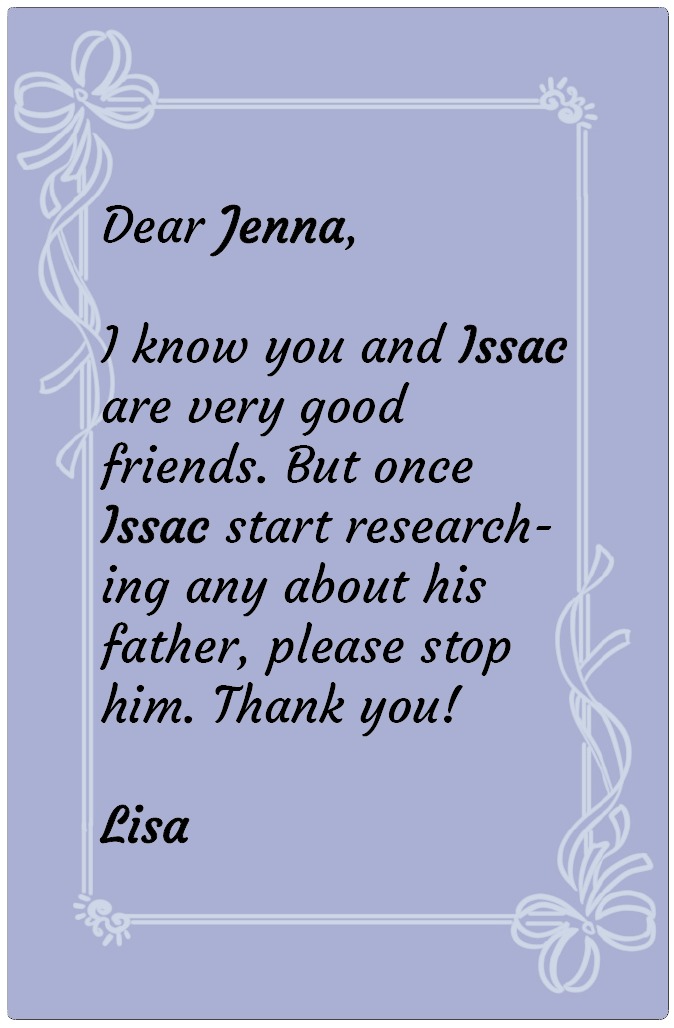 Dear Jenna,
I know you and Issac
are very good
friends. But once
Issac start research-
ing any about his
father, please stop
him. Thank you!
Lisa